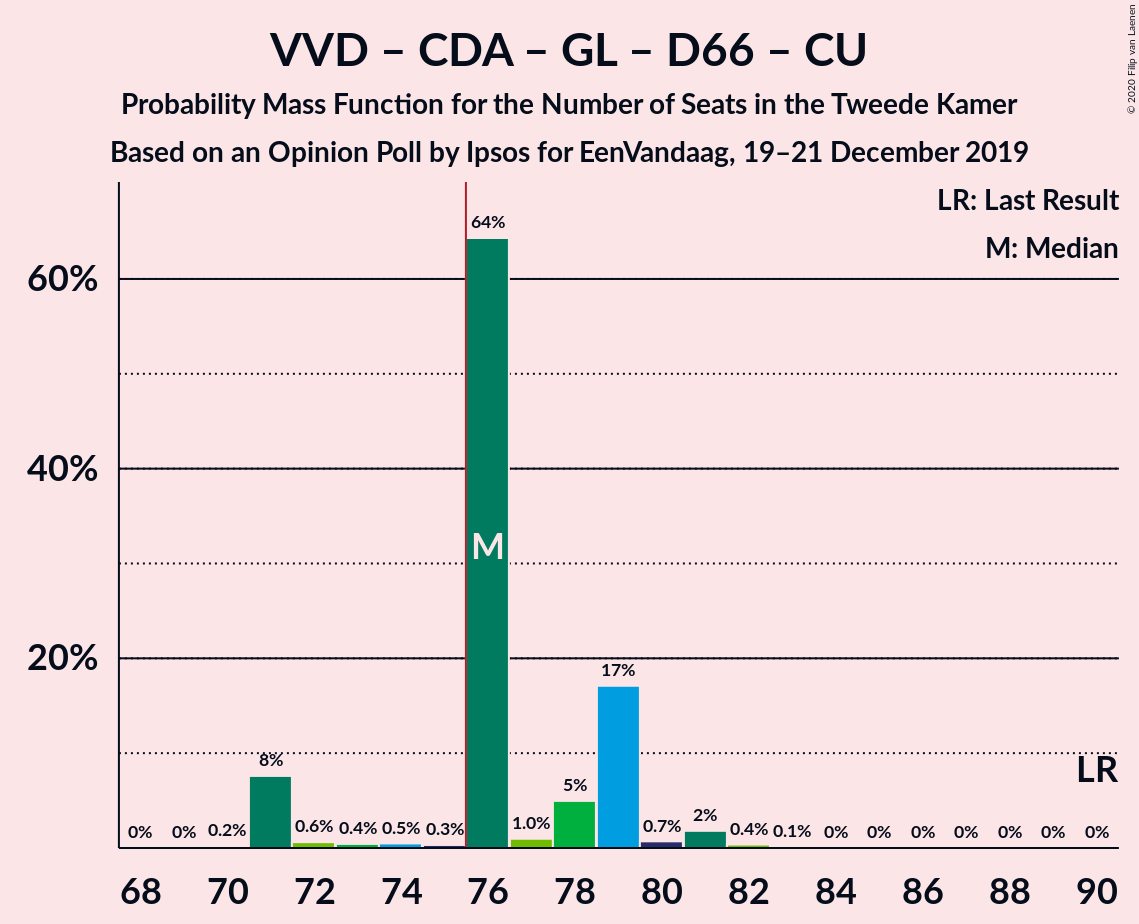 VVD – CDA – GL – D66 – CU
Probability Mass Function for the Number of Seats in the Tweede Kamer
Based on an Opinion Poll by Ipsos for EenVandaag, 19–21 December 2019
© 2020 Filip van Laenen
LR: Last Result
M: Median
60%
40%
20%
0% 0% 0.2% 8% 0.6% 0.4% 0.5% 0.3% 64% 1.0% 5% 17% 0.7% 2% 0.4% 0.1% 0% 0% 0% 0% 0% 0% 0%
M
LR
68 70 72 74 76 78 80 82 84 86 88 90